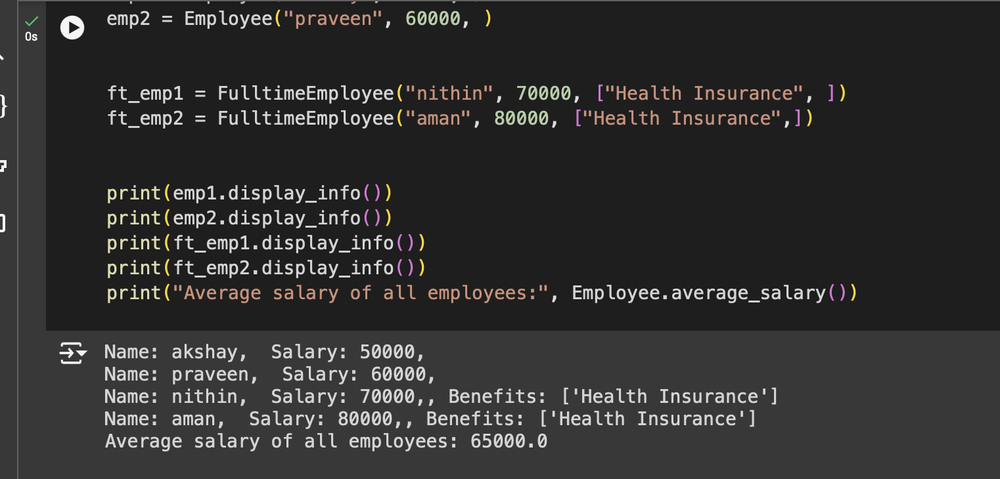 0s
emp2 = Employee("praveen", 60000, )
ft_emp1 = FulltimeEmployee("nithin", 70000, ["Health Insurance", ])
ft_emp2 = FulltimeEmployee("aman", 80000, ["Health Insurance",])
print(emp1.display_info())
print(emp2.display_info())
print(ft_emp1.display_info())
print(ft_emp2.display_info())
print("Average salary of all employees:", Employee.average_salary())
Name: akshay,  Salary: 50000,
Name: praveen,  Salary: 60000,
Name: nithin,  Salary: 70000,, Benefits: ['Health Insurance']
Name: aman,  Salary: 80000,, Benefits: ['Health Insurance']
Average salary of all employees: 65000.0